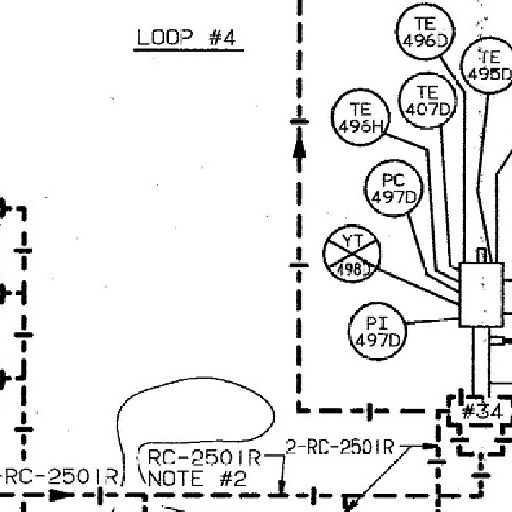 LOOP #4
TE
496D
TE
495D
TE
407D
TE
496H
PC
497D
YT
498D
PI
497D
#34
2-RC-2501R
RC-2501R
NOTE #2
-RC-2501R